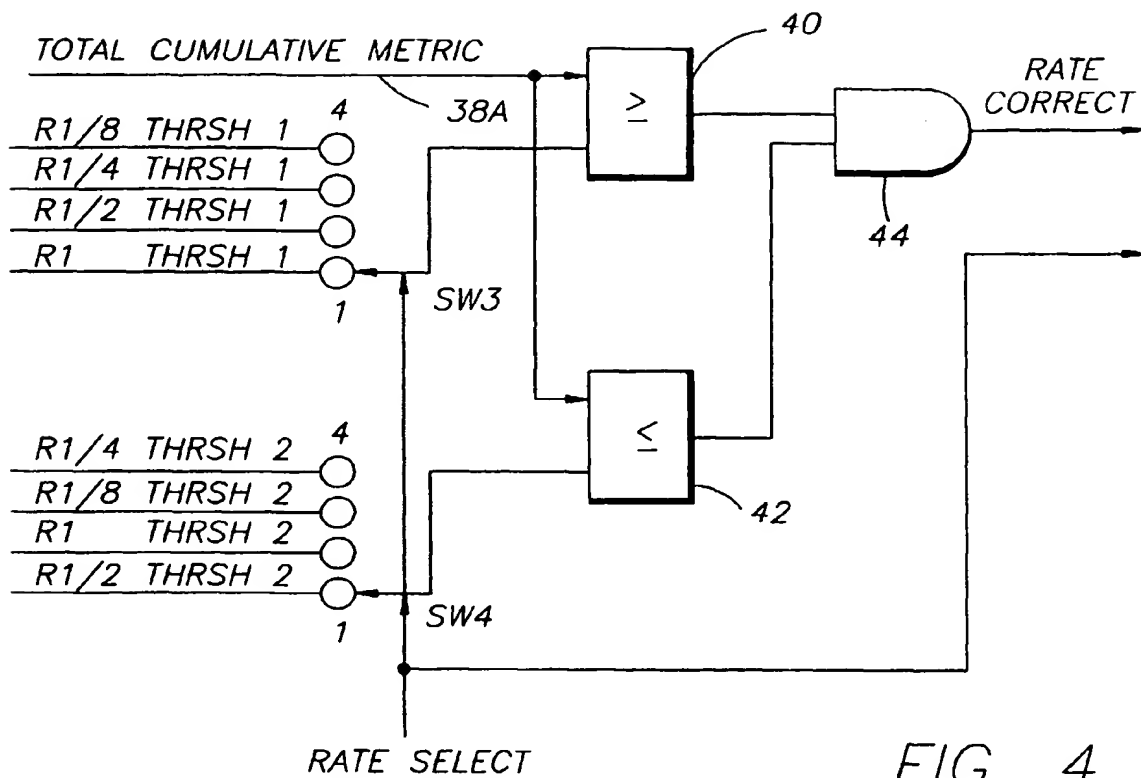 TOTAL CUMULATIVE METRIC
38A
40
≥
RATE
CORRECT
44
4
R1/8 THRSH 1
R1/4 THRSH 1
R1/2 THRSH 1
R1 THRSH 1
1
SW3
≤
42
4
R1/4 THRSH 2
R1/8 THRSH 2
R1 THRSH 2
R1/2 THRSH 2
1
SW4
RATE SELECT
FIG 4